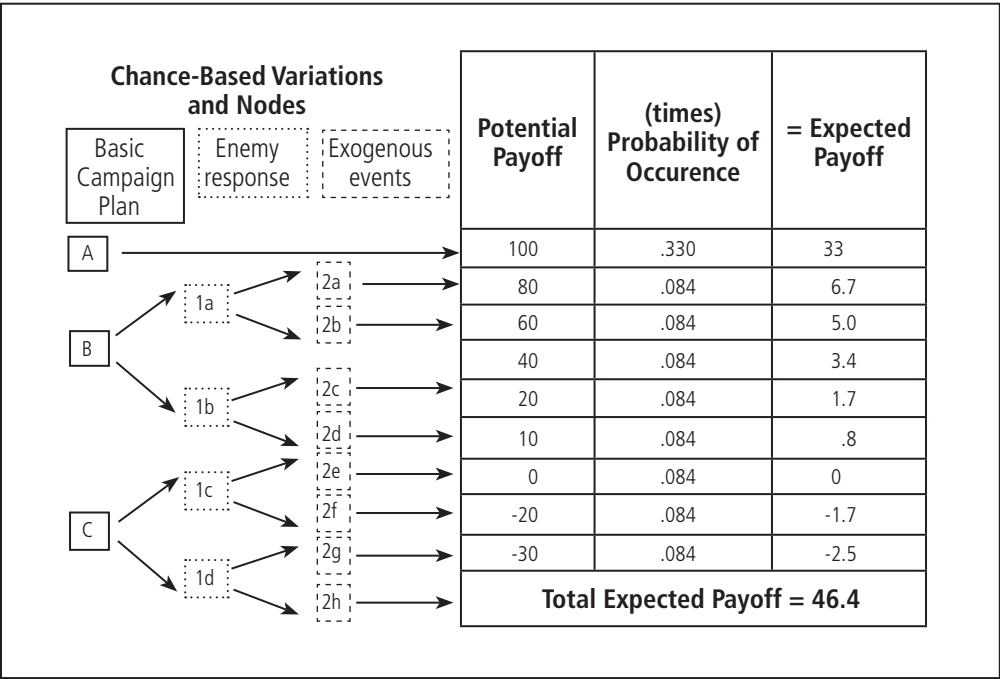 Chance-Based Variations
and Nodes
Basic
Campaign
Plan
Enemy
response
Exogenous
events
Potential
Payoff
(times)
Probability of
Occurence
= Expected
Payoff
A
B
C
1a
1b
1c
1d
2a
2b
2c
2d
2e
2f
2g
2h
100 .330 33
80 .084 6.7
60 .084 5.0
40 .084 3.4
20 .084 1.7
10 .084 .8
0 .084 0
-20 .084 -1.7
-30 .084 -2.5
Total Expected Payoff = 46.4